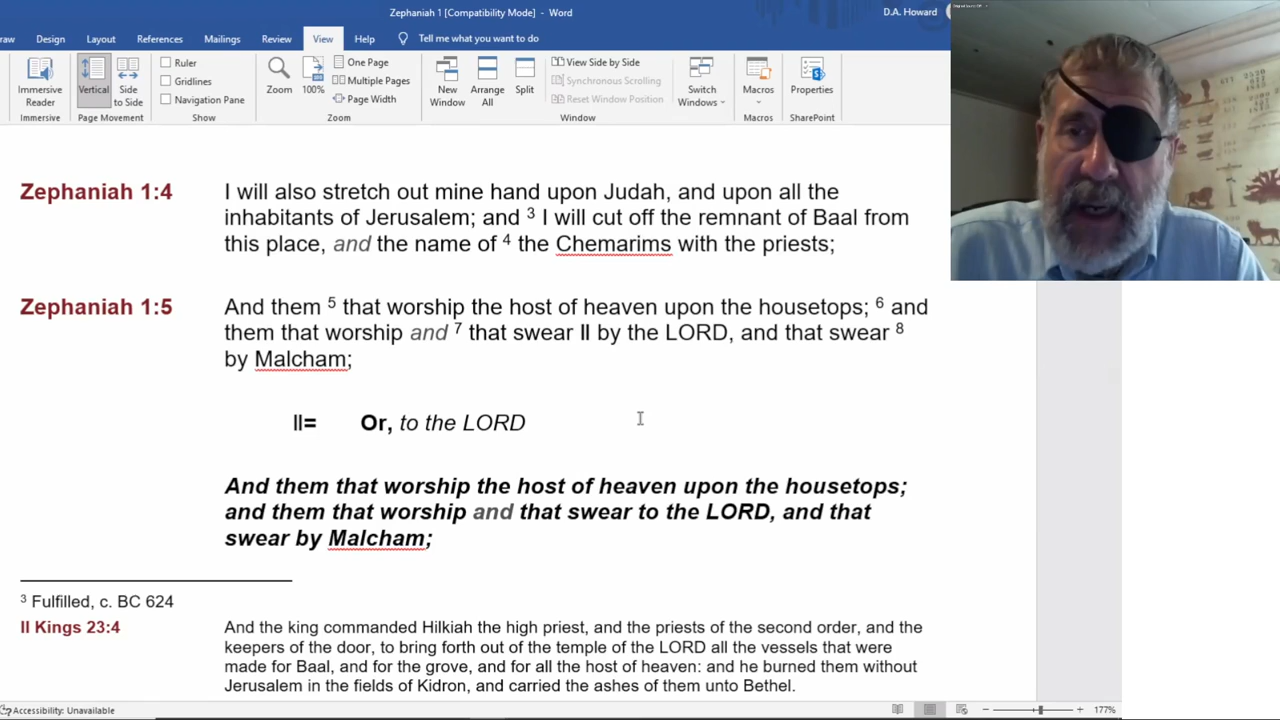 Zephaniah 1 [Compatibility Mode] - Word
D.A. Howard
raw Design Layout References Mailings Review View Help Tell me what you want to do
Immersive Reader
Vertical
Side to Side
Ruler
Gridlines
Navigation Pane
Zoom
100%
One Page
Multiple Pages
Page Width
New Window
Arrange All
Split
View Side by Side
Synchronous Scrolling
Reset Window Position
Switch Windows
Macros
Properties
Immersive Page Movement Show Zoom Window Macros SharePoint
Zephaniah 1:4 I will also stretch out mine hand upon Judah, and upon all the
inhabitants of Jerusalem; and 3 I will cut off the remnant of Baal from
this place, and the name of 4 the Chemarims with the priests;
Zephaniah 1:5 And them 5 that worship the host of heaven upon the housetops; 6 and
them that worship and 7 that swear ǁ by the LORD, and that swear 8
by Malcham;
ǁ= Or, to the LORD
And them that worship the host of heaven upon the housetops;
and them that worship and that swear to the LORD, and that
swear by Malcham;
3 Fulfilled, c. BC 624
II Kings 23:4 And the king commanded Hilkiah the high priest, and the priests of the second order, and the
keepers of the door, to bring forth out of the temple of the LORD all the vessels that were
made for Baal, and for the grove, and for all the host of heaven: and he burned them without
Jerusalem in the fields of Kidron, and carried the ashes of them unto Bethel.
Accessibility: Unavailable
177%